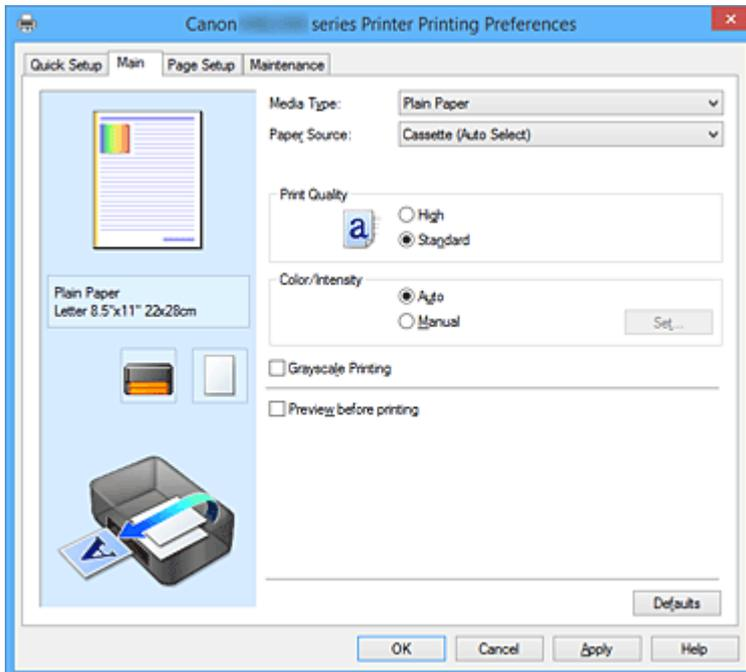 Canon series Printer Printing Preferences
Quick Setup Main Page Setup Maintenance
Media Type: Plain Paper
Paper Source: Cassette (Auto Select)
Print Quality
a
High
Standard
Plain Paper
Letter 8.5"x11" 22x28cm
Color/Intensity
Auto
Manual
Set...
Grayscale Printing
Preview before printing
A
Defaults
OK Cancel Apply Help